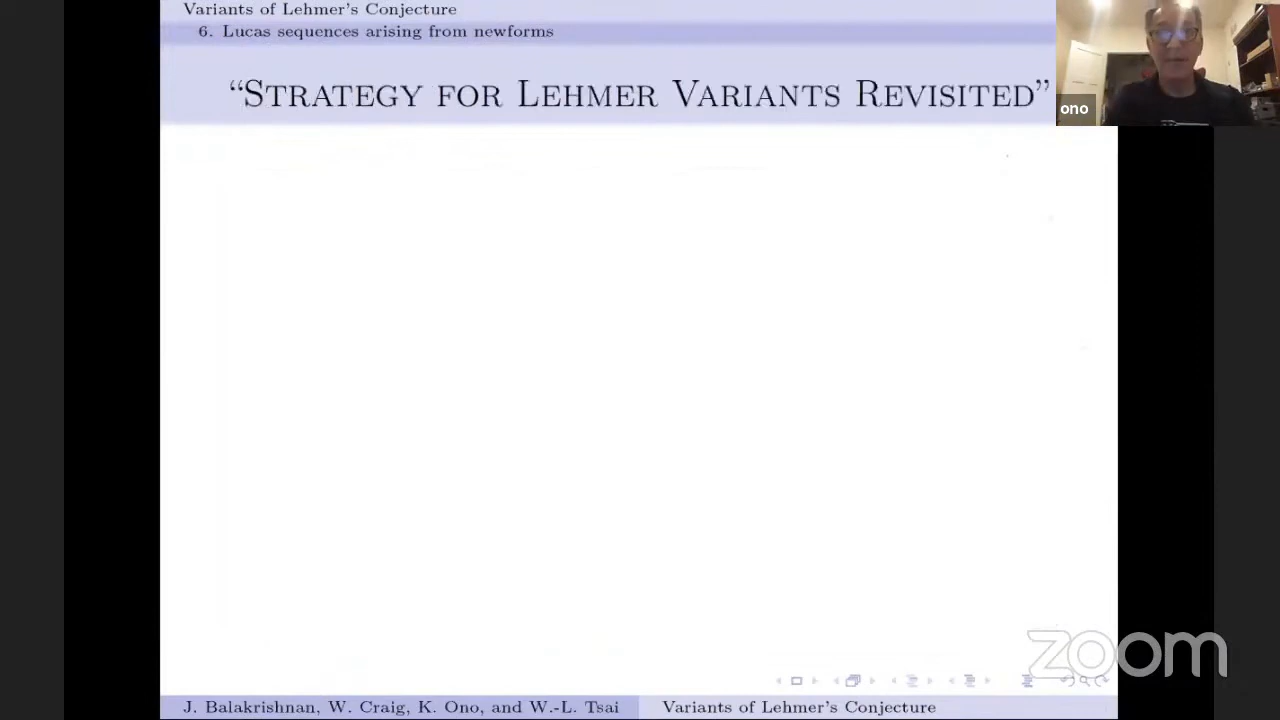 Variants of Lehmer's Conjecture
6. Lucas sequences arising from newforms
“STRATEGY FOR LEHMER VARIANTS REVISITED”
ono
zoom
J. Balakrishnan, W. Craig, K. Ono, and W.-L. Tsai
Variants of Lehmer's Conjecture